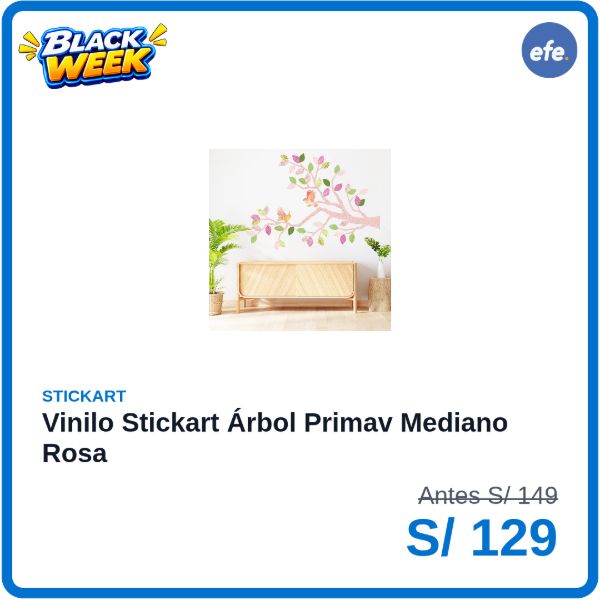 BLACK
WEEK
efe.
STICKART
Vinilo Stickart Árbol Primav Mediano
Rosa
Antes S/ 149
S/ 129